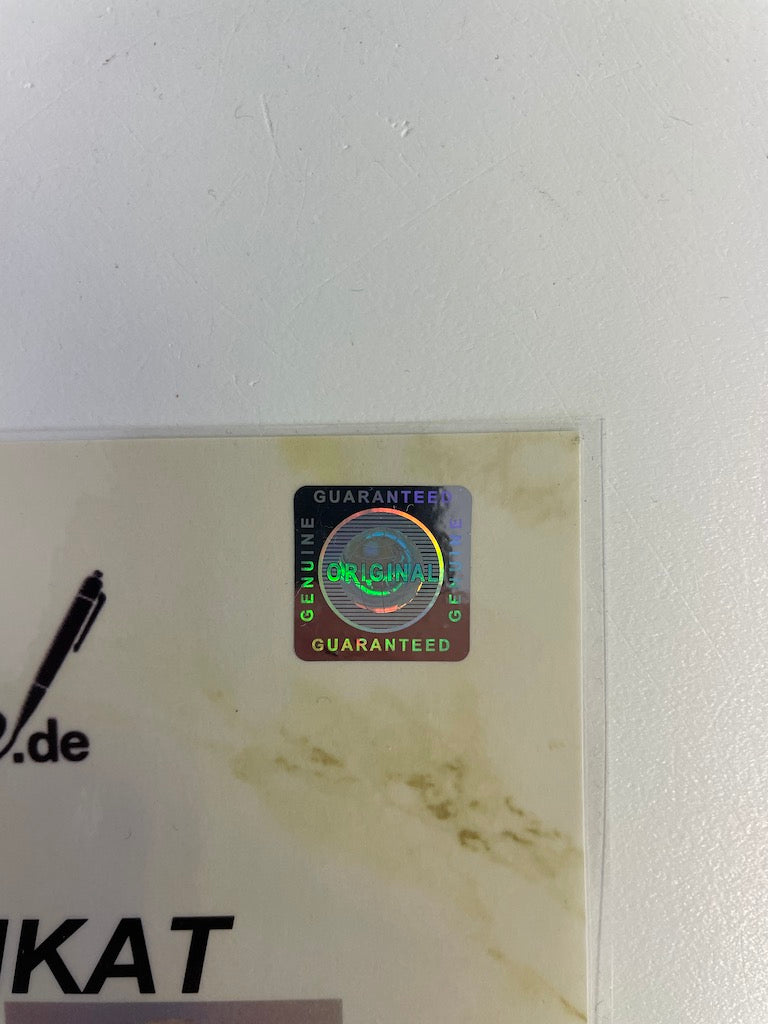 GUARANTEED
GENUINE
ORIGINAL
GENUINE
GUARANTEED
.de
IKAT